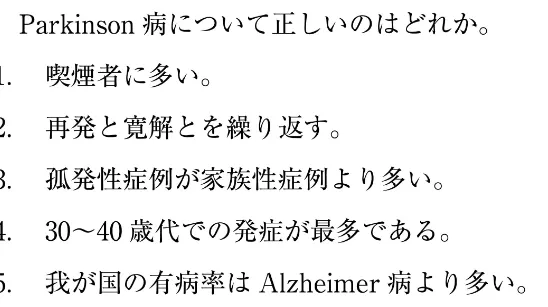 Parkinson 病について正しいのはどれか。
1. 喫煙者に多い。
2. 再発と寛解とを繰り返す。
3. 孤発性症例が家族性症例より多い。
4. 30〜40 歳代での発症が最多である。
5. 我が国の有病率は Alzheimer 病より多い。